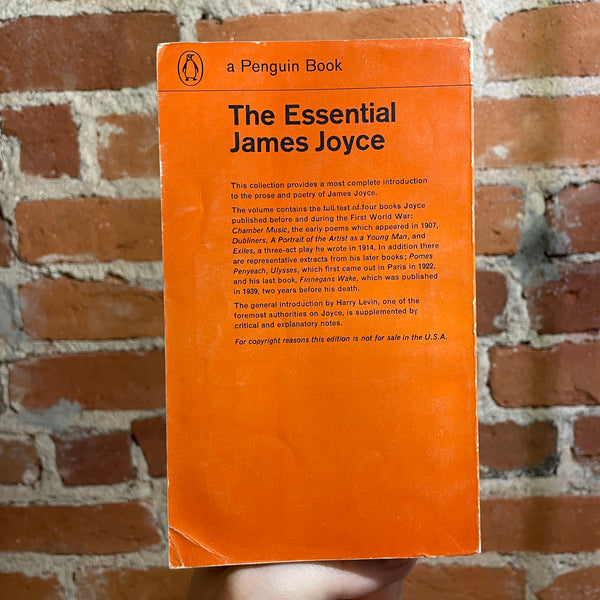 a Penguin Book
The Essential
James Joyce
This collection provides a most complete introduction
to the prose and poetry of James Joyce.
The volume contains the full text of four books Joyce
published before and during the First World War:
Chamber Music, the early poems which appeared in 1907,
Dubliners, A Portrait of the Artist as a Young Man, and
Exiles, a three-act play he wrote in 1914. In addition there
are representative extracts from his later books; Pomes
Penyeach, Ulysses, which first came out in Paris in 1922,
and his last book, Finnegans Wake, which was published
in 1939, two years before his death.
The general introduction by Harry Levin, one of the
foremost authorities on Joyce, is supplemented by
critical and explanatory notes.
For copyright reasons this edition is not for sale in the U.S.A.